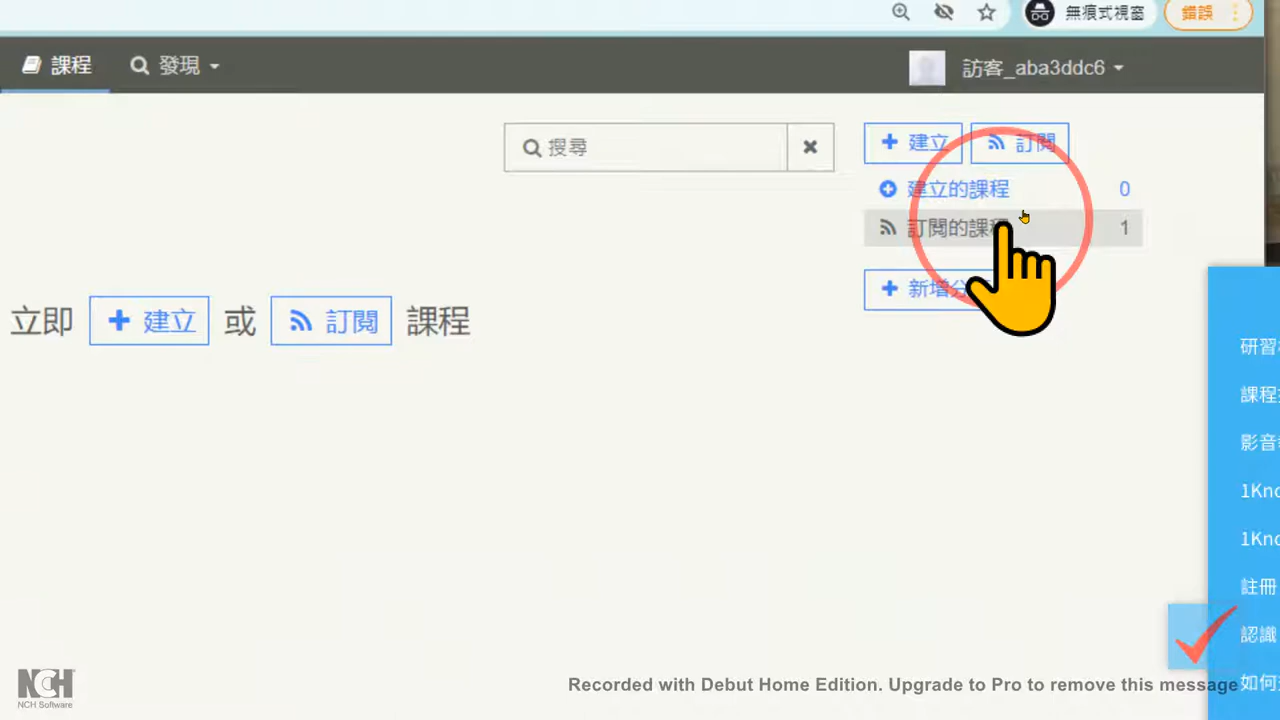 無痕式視窗 錯誤
課程 發現 訪客_aba3ddc6
搜尋 建立 訂閱
建立的課程 0
訂閱的課程 1
新增分
立即 建立 或 訂閱 課程
研習
課程
影音
1Kno
1Kno
註冊
認識
如何
NCH
NCH Software
Recorded with Debut Home Edition. Upgrade to Pro to remove this message